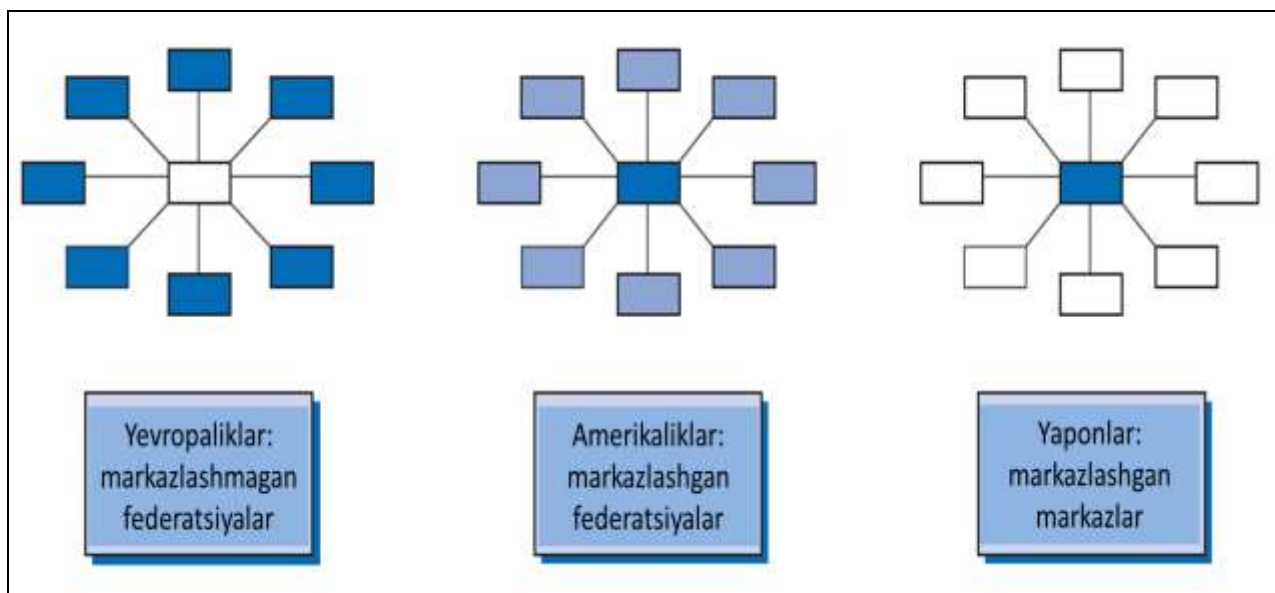 Yevropaliklar:
markazlashmagan
federatsiyalar
Amerikaliklar:
markazlashgan
federatsiyalar
Yaponlar:
markazlashgan
markazlar